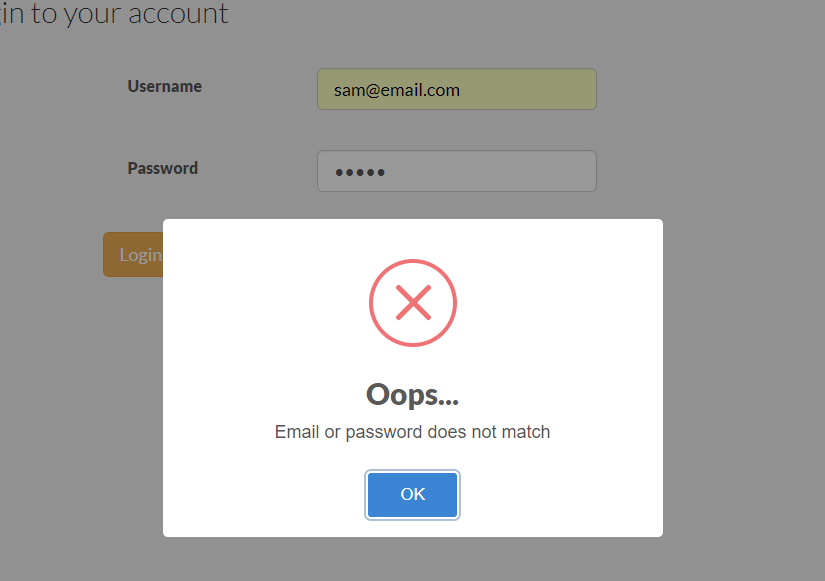 in to your account
Username
sam@email.com
Password
•••••
Login
Oops...
Email or password does not match
OK